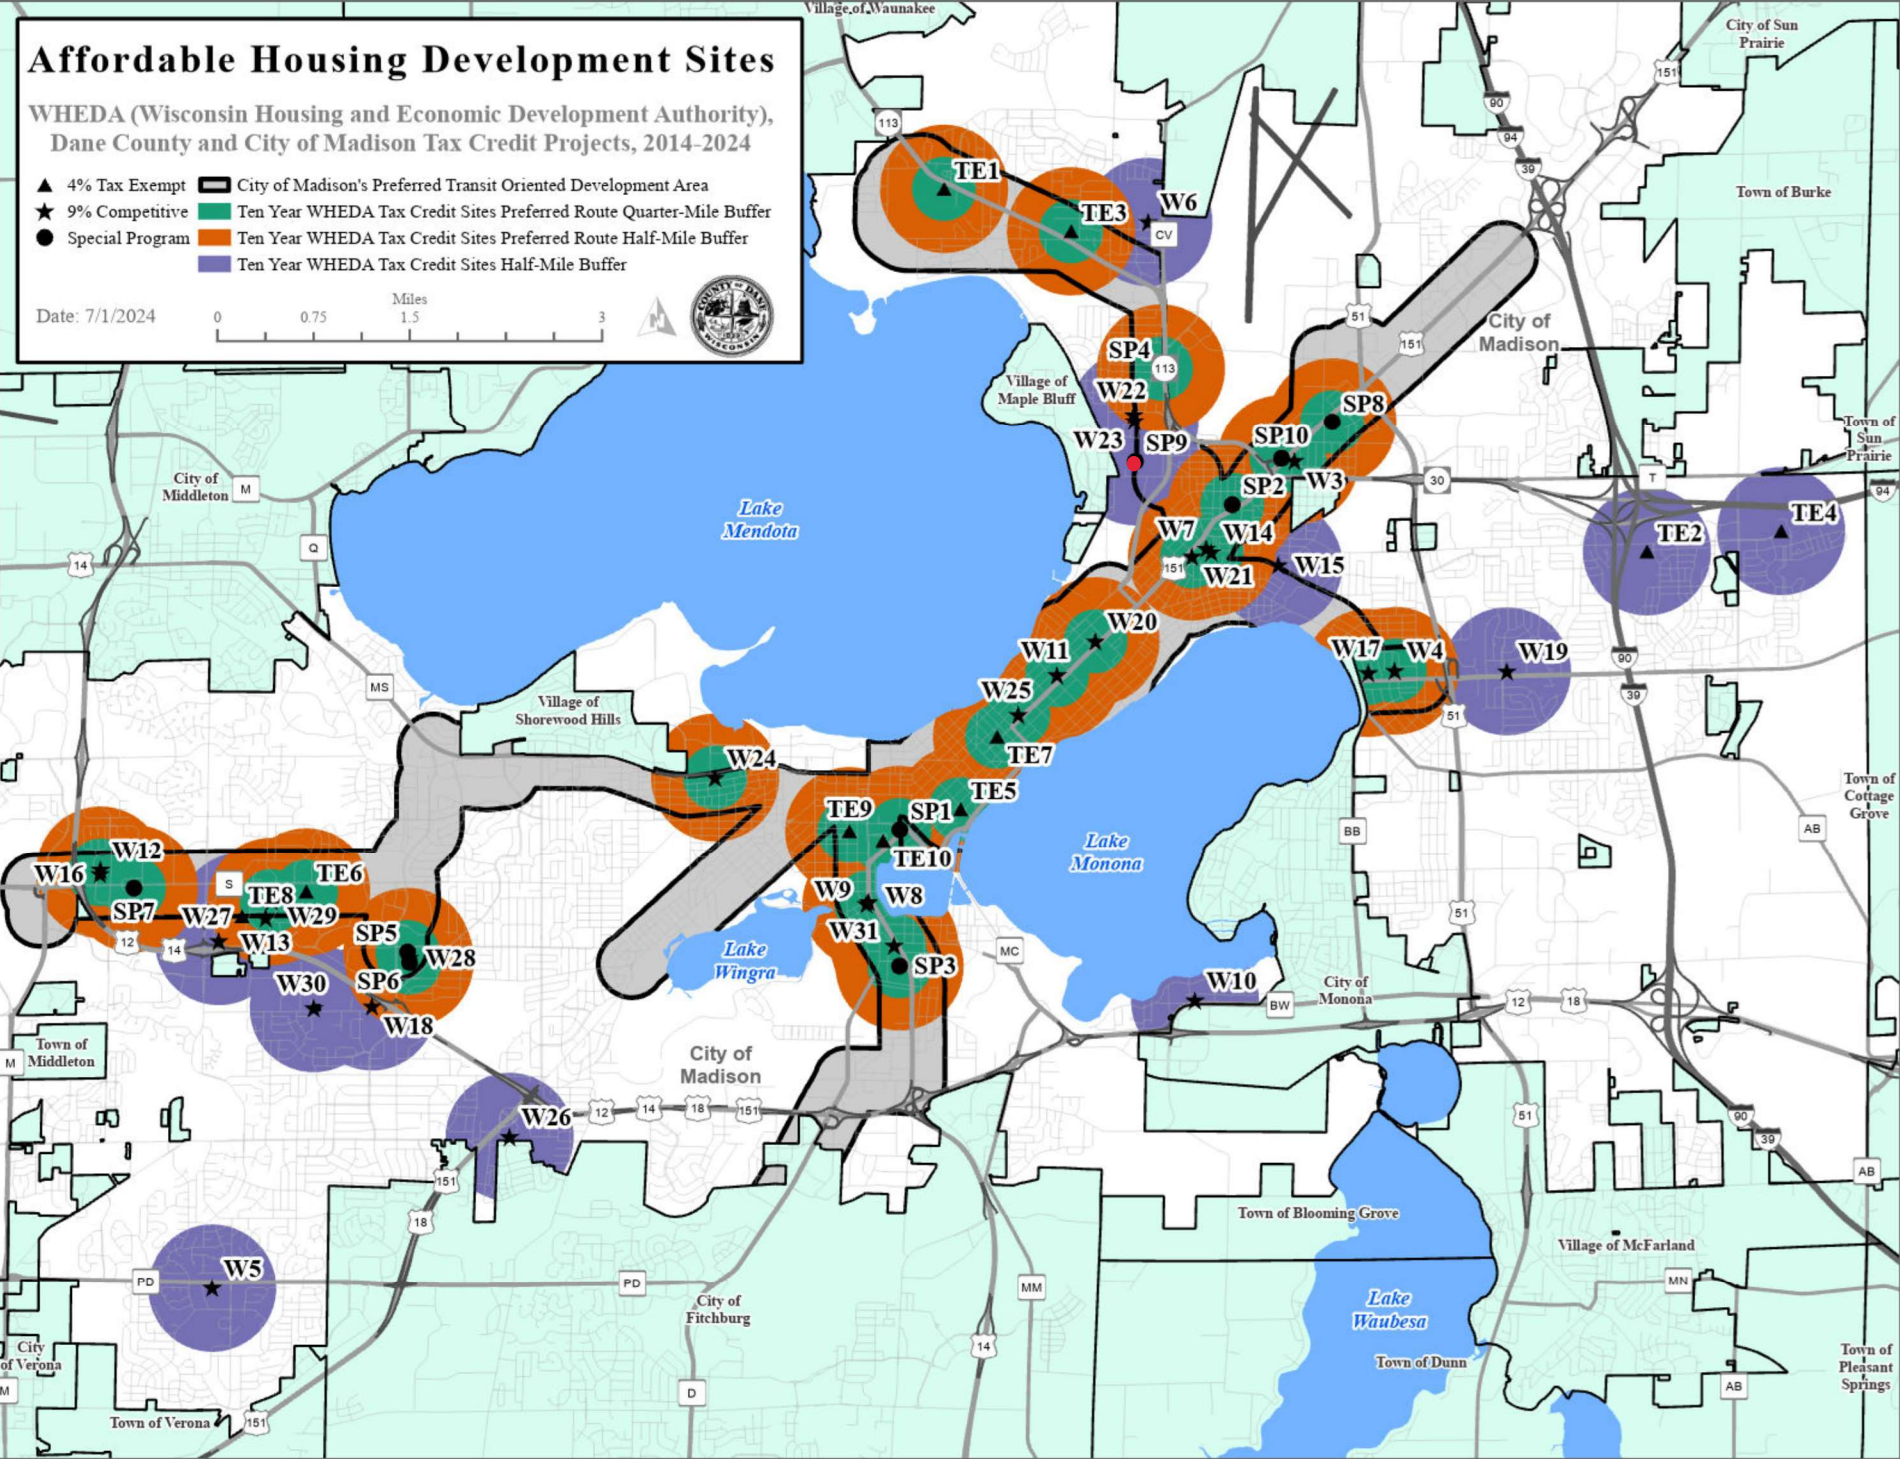 Village of Waunakee
City of Sun
Prairie
Affordable Housing Development Sites
WHEDA (Wisconsin Housing and Economic Development Authority),
Dane County and City of Madison Tax Credit Projects, 2014-2024
4% Tax Exempt
City of Madison's Preferred Transit Oriented Development Area
9% Competitive
Ten Year WHEDA Tax Credit Sites Preferred Route Quarter-Mile Buffer
Special Program
Ten Year WHEDA Tax Credit Sites Preferred Route Half-Mile Buffer
Ten Year WHEDA Tax Credit Sites Half-Mile Buffer
Date: 7/1/2024
Miles
0 0.75 1.5 3
N
COUNTY OF DANE
WISCONSIN
151
90
94
39
113
TE1
TE3
W6
CV
Town of Burke
51
151
City of
Madison
SP4
113
Village of
Maple Bluff
W22
SP8
W23
SP9
SP10
W3
Town of
Sun
Prairie
City of
Middleton
M
30
T
94
SP2
TE2
TE4
Lake
Mendota
W7
W14
W15
151
W21
Q
14
W20
W11
W17
W4
W19
90
39
W25
MS
Village of
Shorewood Hills
51
TE7
W24
Town of
Cottage
Grove
TE5
TE9
SP1
TE10
BB
AB
Lake
Monona
W12
W16
S
TE6
TE8
SP7
W27
W29
W9
W8
W13
12
14
SP5
W28
W31
51
Lake
Wingra
MC
SP3
SP6
W30
W18
W10
BW
City of
Monona
12
18
Town of
Middleton
M
City of
Madison
W26
12
14
18
151
51
90
39
151
AB
18
Town of Blooming Grove
Village of McFarland
W5
PD
PD
MM
MN
City of
Fitchburg
Lake
Waubesa
14
City
of Verona
Town of Dunn
Town of
Pleasant
Springs
M
D
AB
Town of Verona
151